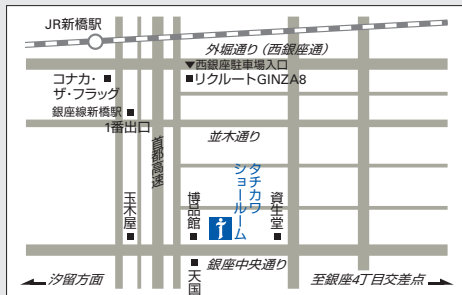 JR新橋駅
外堀通り（西銀座通）
▼西銀座駐車場入口
コナカ・
ザ・フラッグ
リクルートGINZA8
銀座線新橋駅
1番出口
並木通り
首都高速
玉木屋
博品館
タチカワ
ショールーム
資生堂
天国
銀座中央通り
汐留方面
至銀座4丁目交差点